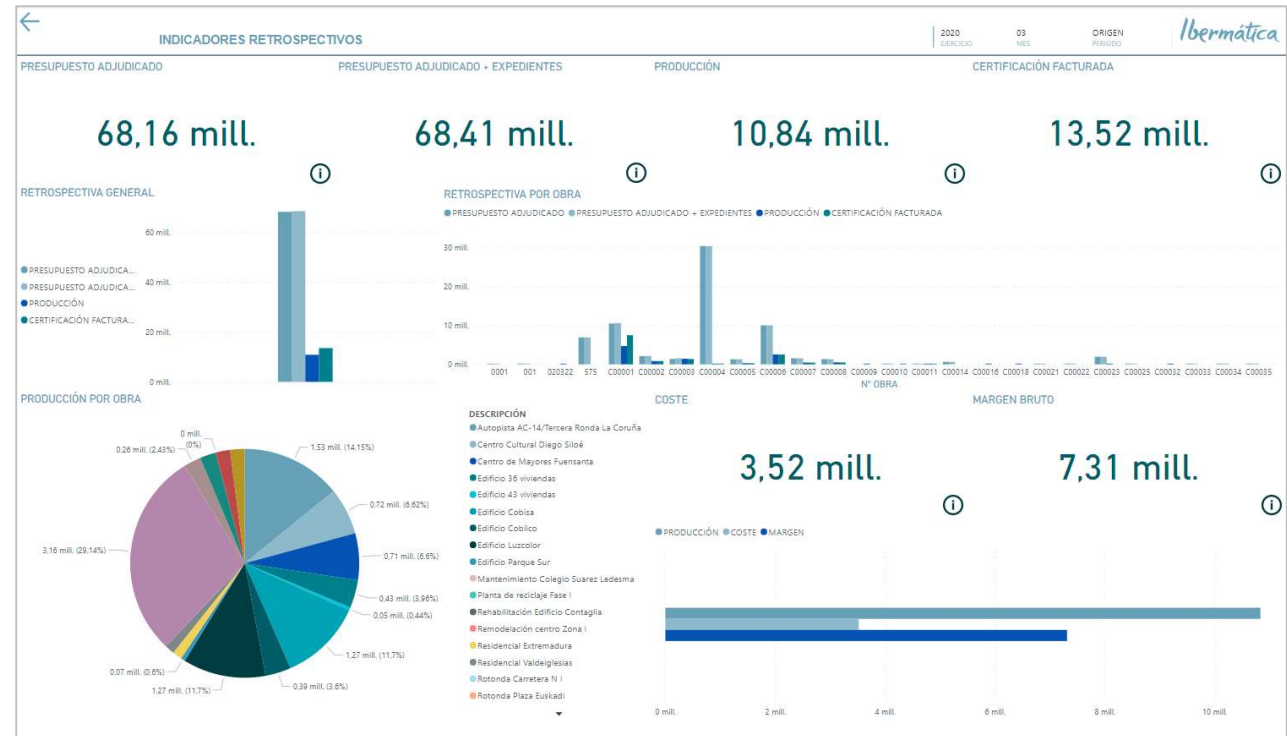 INDICADORES RETROSPECTIVOS
2020
EJERCICIO
03
MES
ORIGEN
PERIODO
Ibermática
PRESUPUESTO ADJUDICADO
68,16 mill.
PRESUPUESTO ADJUDICADO + EXPEDIENTES
68,41 mill.
PRODUCCIÓN
10,84 mill.
CERTIFICACIÓN FACTURADA
13,52 mill.
RETROSPECTIVA GENERAL
PRESUPUESTO ADJUDICA...
PRESUPUESTO ADJUDICA...
PRODUCCIÓN
CERTIFICACIÓN FACTURA...
60 mill.
40 mill.
20 mill.
0 mill.
RETROSPECTIVA POR OBRA
PRESUPUESTO ADJUDICADO PRESUPUESTO ADJUDICADO + EXPEDIENTES PRODUCCIÓN CERTIFICACIÓN FACTURADA
30 mill.
20 mill.
10 mill.
0 mill.
0001 001 020322 575 C00001 C00002 C00003 C00004 C00005 C00006 C00007 C00008 C00009 C00010 C00011 C00014 C00016 C00018 C00021 C00022 C00023 C00025 C00032 C00033 C00034 C00035
Nº OBRA
PRODUCCIÓN POR OBRA
0 mill.
(0%)
0,26 mill. (2,43%)
1,53 mill. (14,15%)
0,72 mill. (6,62%)
3,16 mill. (29,14%)
0,71 mill. (6,6%)
0,43 mill. (3,96%)
0,05 mill. (0,44%)
1,27 mill. (11,7%)
0,07 mill. (0,6%)
0,39 mill. (3,6%)
1,27 mill. (11,7%)
DESCRIPCIÓN
Autopista AC-14/Tercera Ronda La Coruña
Centro Cultural Diego Siloé
Centro de Mayores Fuensanta
Edificio 36 viviendas
Edificio 43 viviendas
Edificio Cobisa
Edificio Coblico
Edificio Luzcolor
Edificio Parque Sur
Mantenimiento Colegio Suarez Ledesma
Planta de reciclaje Fase I
Rehabilitación Edificio Contaglia
Remodelación centro Zona I
Residencial Extremadura
Residencial Valdeiglesias
Rotonda Carretera N I
Rotonda Plaza Euskadi
COSTE
3,52 mill.
MARGEN BRUTO
7,31 mill.
PRODUCCIÓN COSTE MARGEN
0 mill. 2 mill. 4 mill. 6 mill. 8 mill. 10 mill.